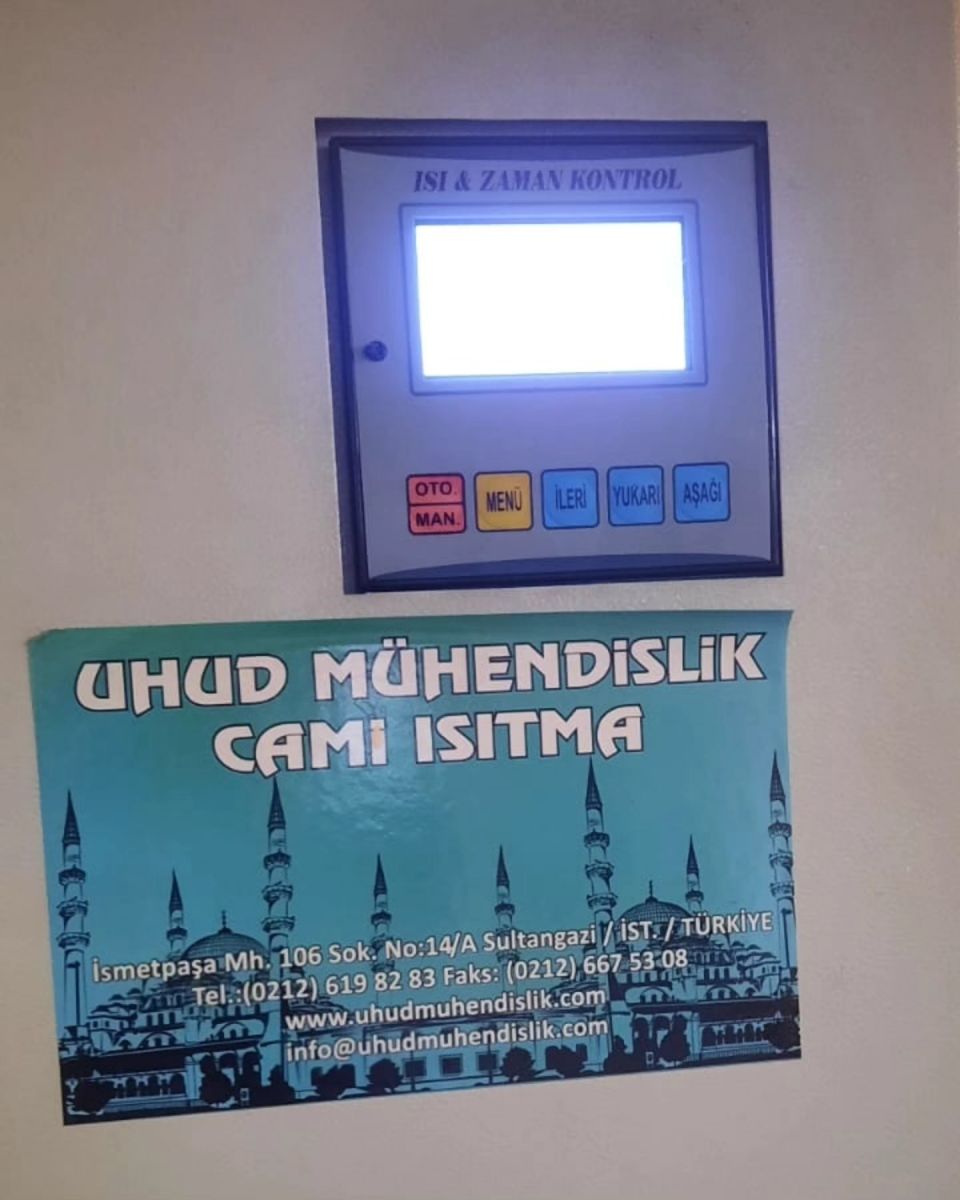 ISI & ZAMAN KONTROL
OTO.
MAN.
MENÜ
İLERİ
YUKARI
AŞAĞI
UHUD MÜHENDİSLİK
CAMİ ISITMA
İsmetpaşa Mh. 106 Sok. No:14/A Sultangazi / İST. / TÜRKİYE
Tel.:(0212) 619 82 83 Faks: (0212) 667 53 08
www.uhudmuhendislik.com
info@uhudmuhendislik.com